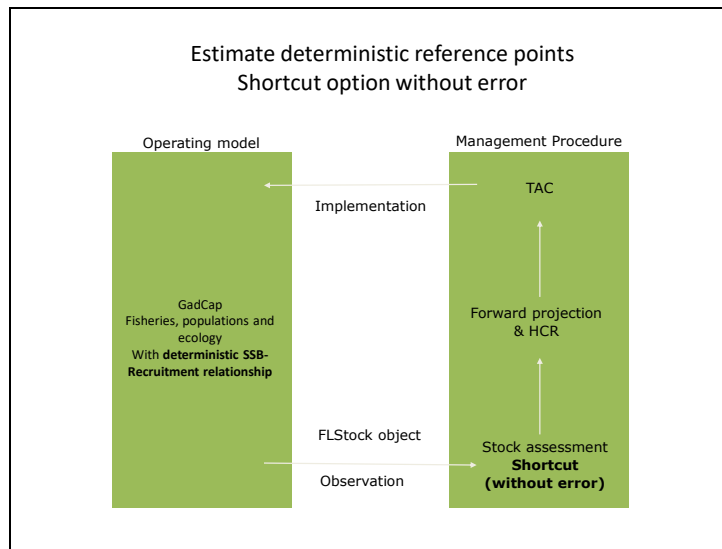 Estimate deterministic reference points
Shortcut option without error
Operating model
Management Procedure
TAC
Implementation
GadCap
Fisheries, populations and
ecology
With deterministic SSB-
Recruitment relationship
Forward projection
& HCR
FLStock object
Observation
Stock assessment
Shortcut
(without error)